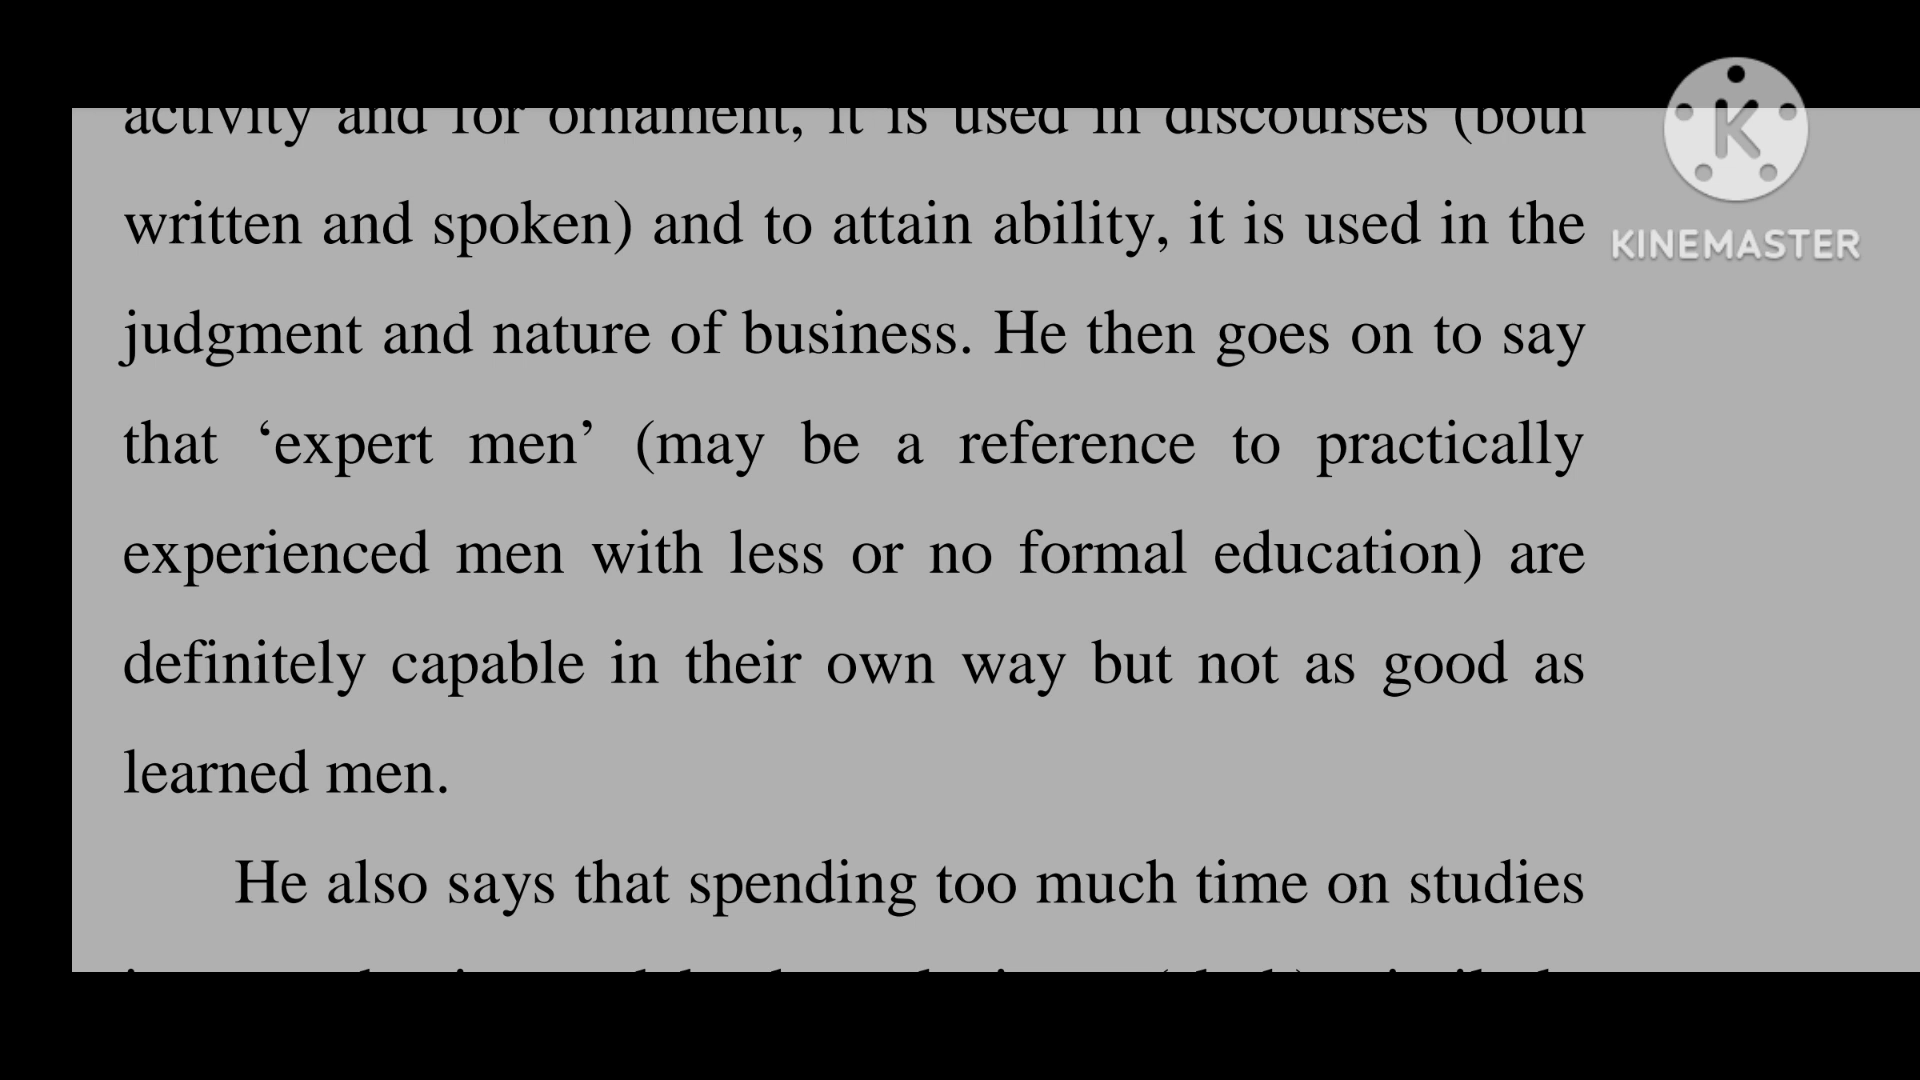 activity and for ornament, it is used in discourses (both
written and spoken) and to attain ability, it is used in the
judgment and nature of business. He then goes on to say
that ‘expert men’ (may be a reference to practically
experienced men with less or no formal education) are
definitely capable in their own way but not as good as
learned men.
He also says that spending too much time on studies
K
KINEMASTER